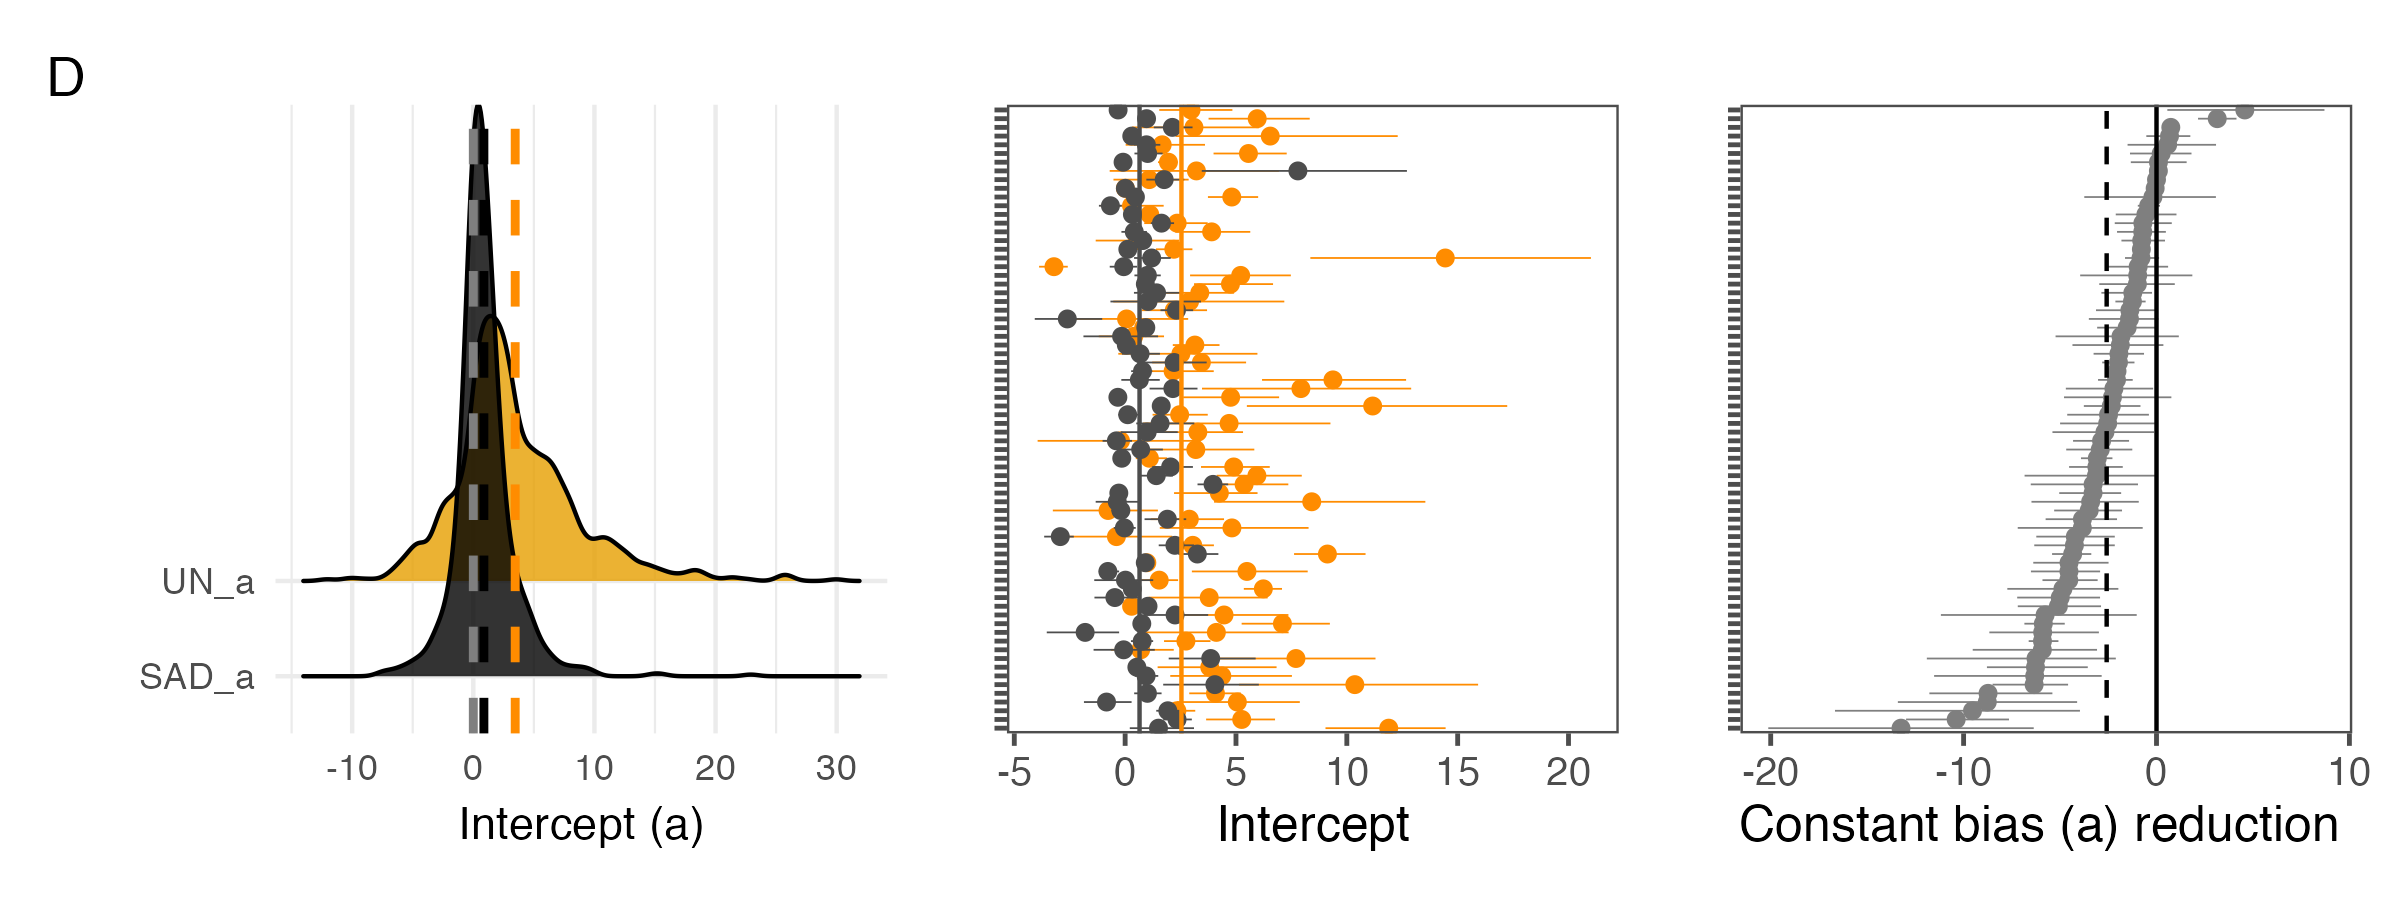 D
UN_a
SAD_a
-10 0 10 20 30
Intercept (a)
-5 0 5 10 15 20
Intercept
-20 -10 0 10
Constant bias (a) reduction